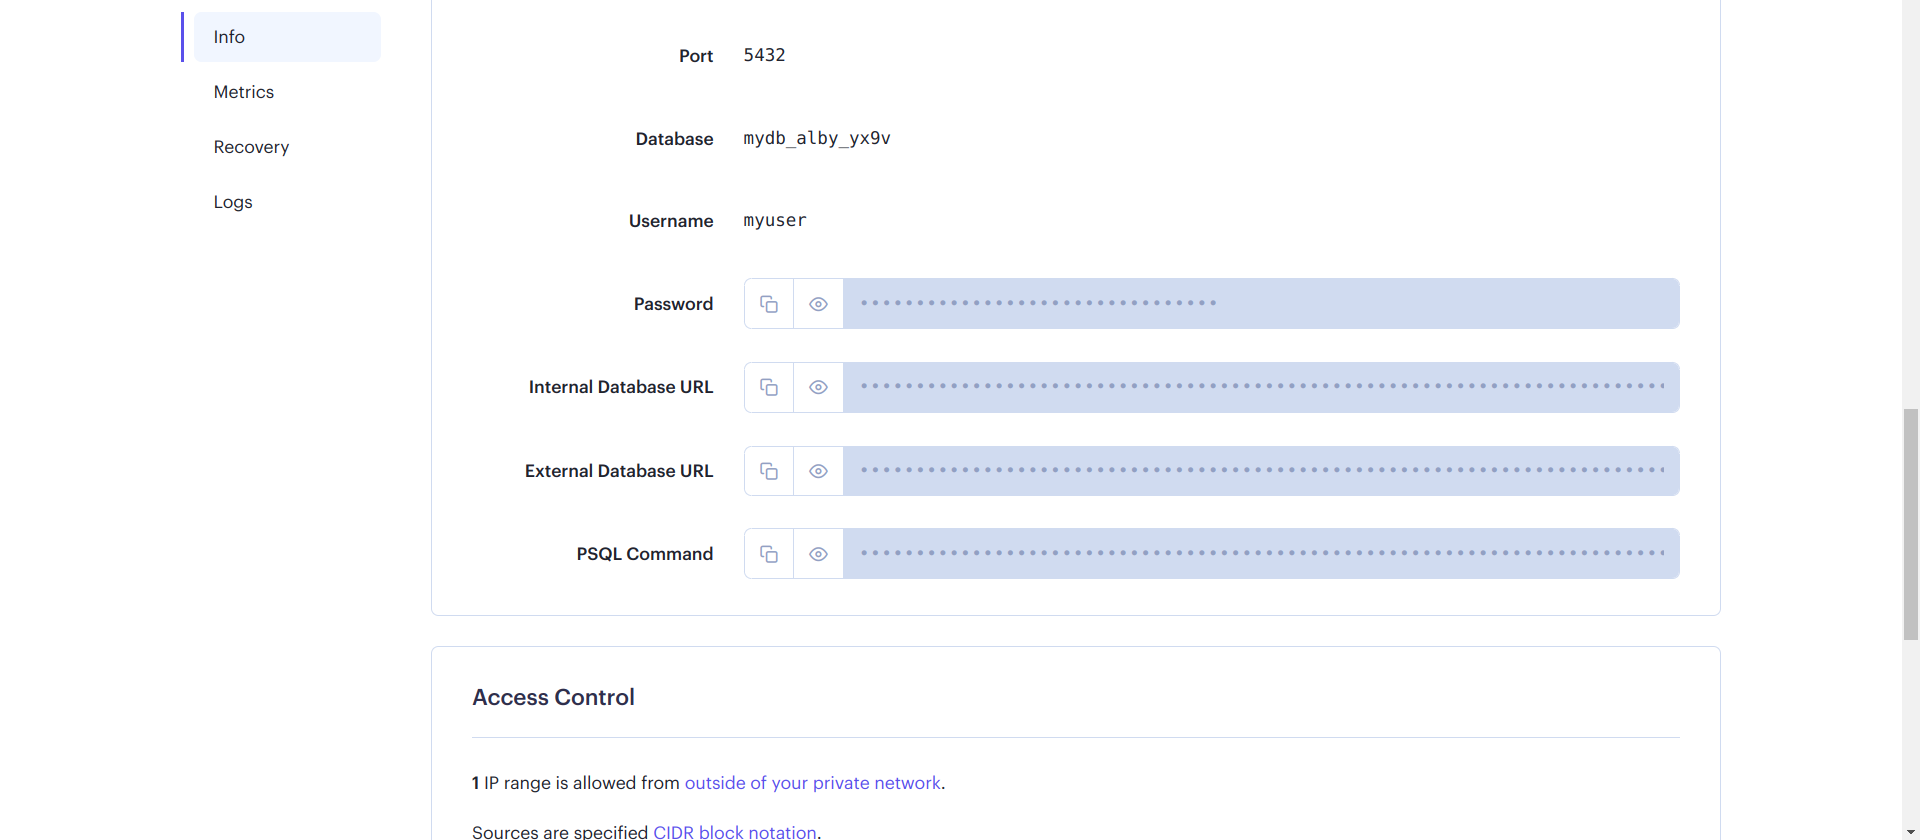 Info
Metrics
Recovery
Logs
Port 5432
Database mydb_alby_yx9v
Username myuser
Password
Internal Database URL
External Database URL
PSQL Command
Access Control
1 IP range is allowed from outside of your private network.
Sources are specified CIDR block notation.